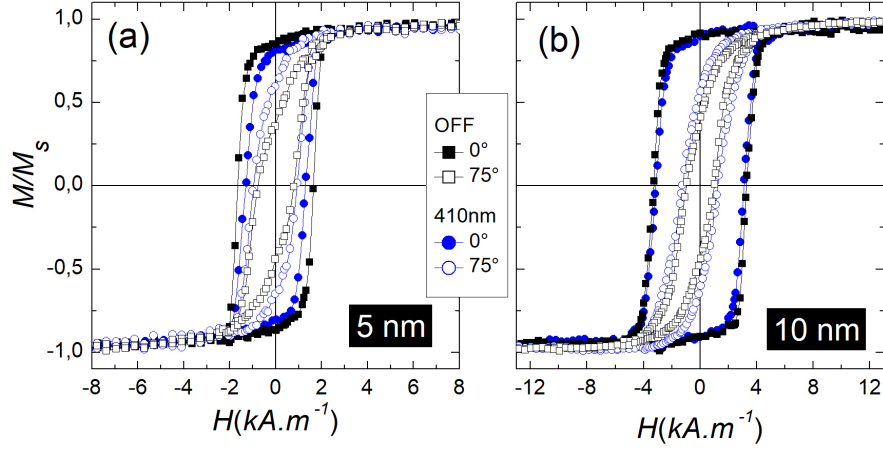 (a)
(b)
1,0
0,5
0,0
-0,5
-1,0
M/Ms
OFF
0°
75°
410nm
0°
75°
5 nm
10 nm
-8 -6 -4 -2 0 2 4 6 8
-12 -8 -4 0 4 8 12
H(kA.m⁻¹)
H(kA.m⁻¹)